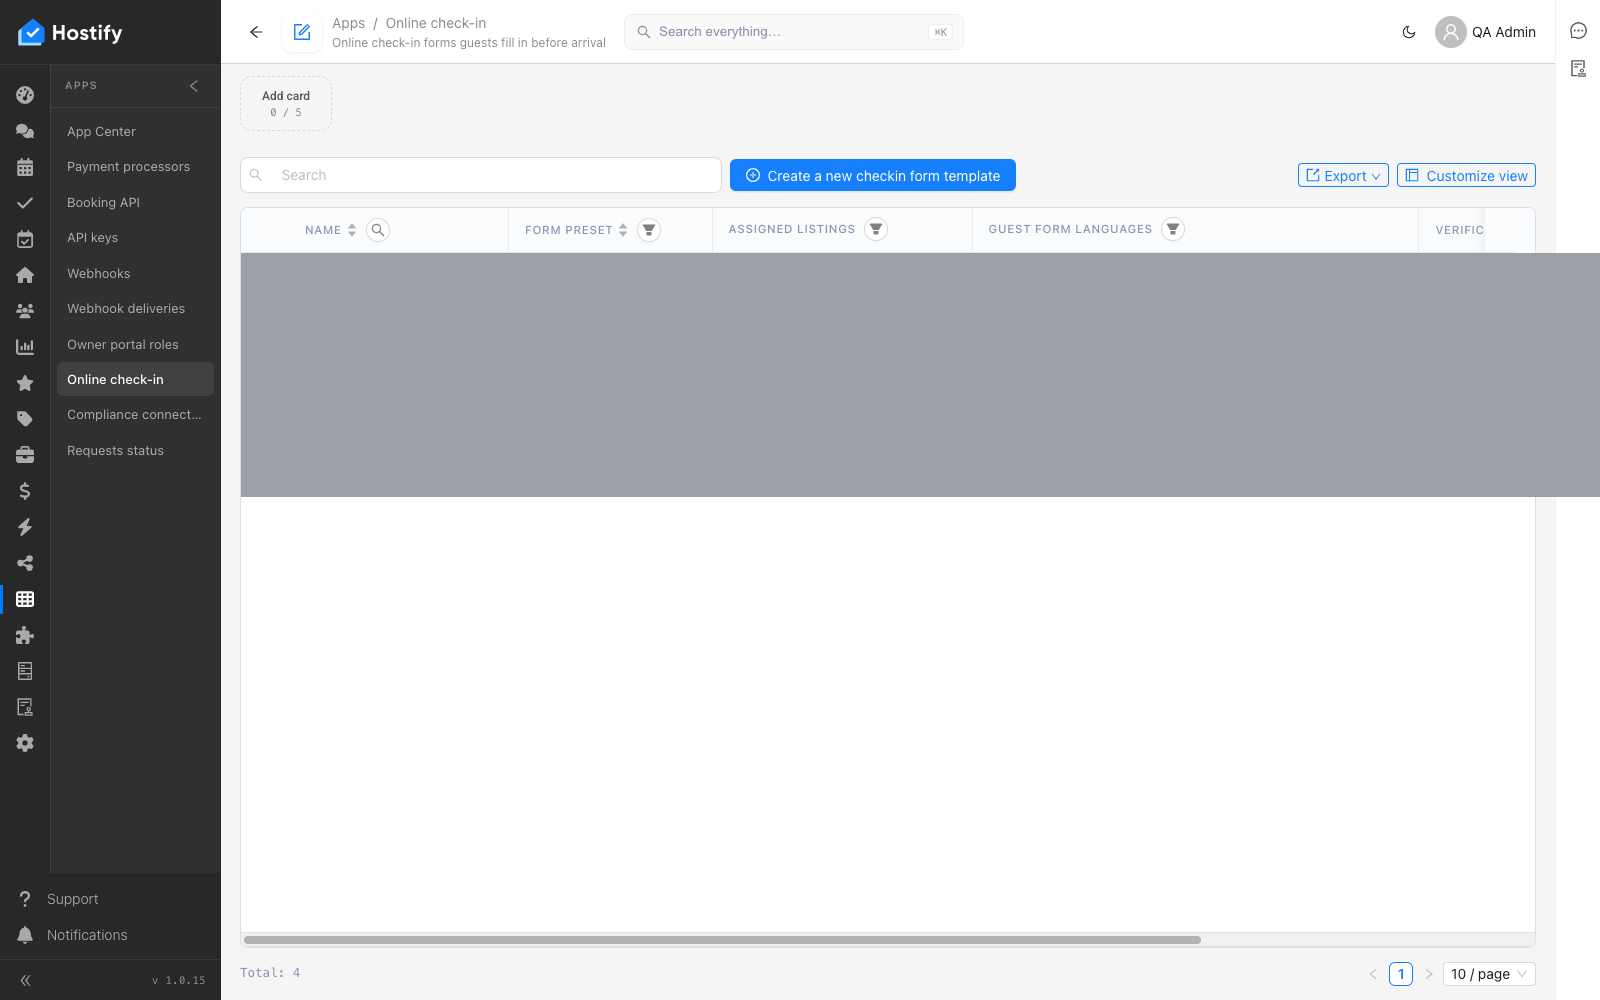 Hostify
APPS
App Center
Payment processors
Booking API
API keys
Webhooks
Webhook deliveries
Owner portal roles
Online check-in
Compliance connect...
Requests status
Support
Notifications
v 1.0.15
Apps / Online check-in
Online check-in forms guests fill in before arrival
Search everything...
⌘K
QA Admin
Add card
0 / 5
Search
Create a new checkin form template
Export
Customize view
NAME
FORM PRESET
ASSIGNED LISTINGS
GUEST FORM LANGUAGES
VERIFIC
Total: 4
1
10 / page